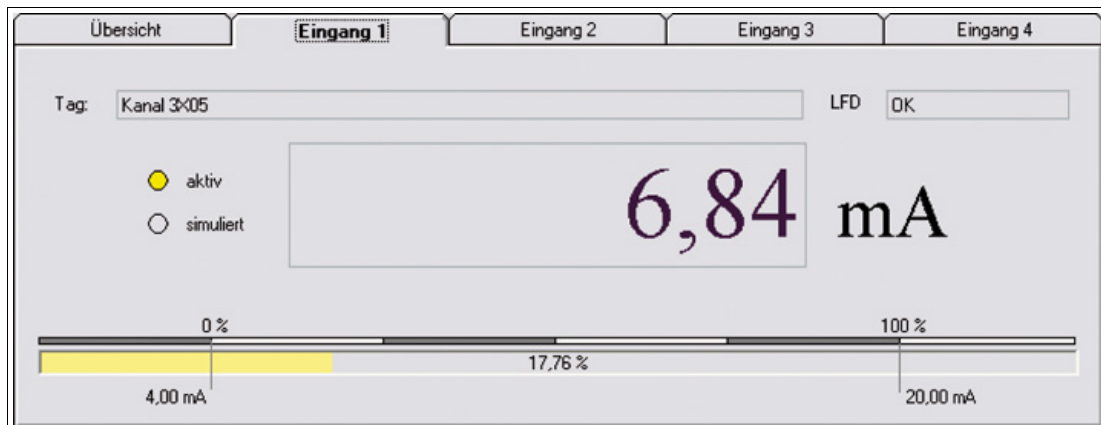 Übersicht
Eingang 1
Eingang 2
Eingang 3
Eingang 4
Tag:
Kanal 3X05
LFD
OK
aktiv
simuliert
6,84 mA
0 %
100 %
17,76 %
4,00 mA
20,00 mA